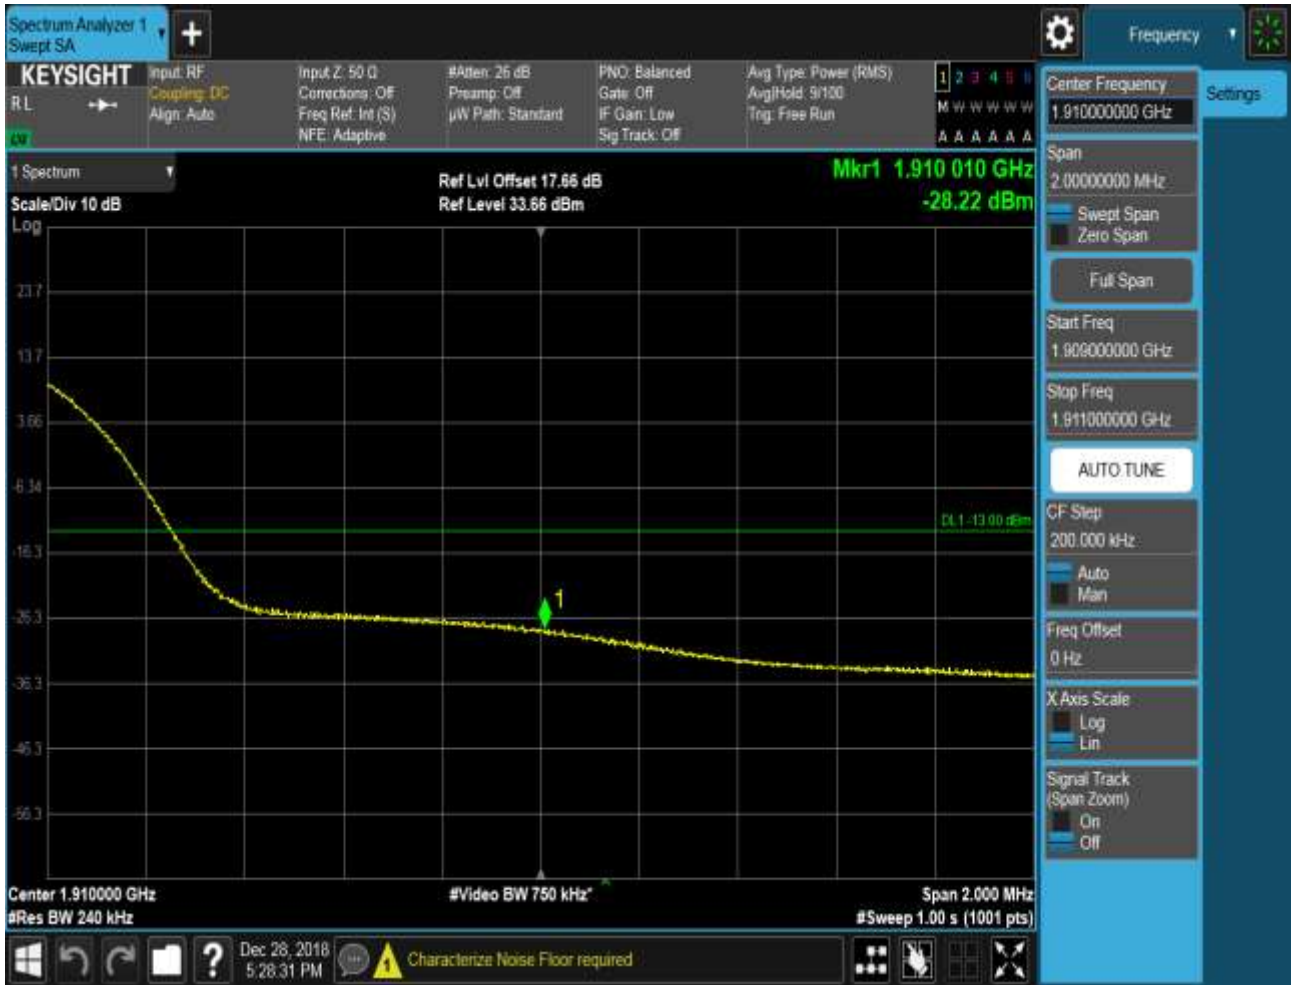 Spectrum Analyzer 1
Swept SA
+
Frequency
KEYSIGHT
RL
Input: RF
Coupling: DC
Align: Auto
Input Z: 50 Ω
Corrections: Off
Freq Ref: Int (S)
NFE: Adaptive
#Atten: 26 dB
Preamp: Off
µW Path: Standard
PNO: Balanced
Gate: Off
IF Gain: Low
Sig Track: Off
Avg Type: Power (RMS)
Avg|Hold: 9/100
Trig: Free Run
1 2 3 4 5 6
M W W W W W
A A A A A A
1 Spectrum
Scale/Div 10 dB
Log
Ref Lvl Offset 17.66 dB
Ref Level 33.66 dBm
Mkr1 1.910 010 GHz
-28.22 dBm
23.7
13.7
3.66
-6.34
-16.3
-26.3
-36.3
-46.3
-56.3
DL1 -13.00 dBm
1
Center 1.910000 GHz
#Res BW 240 kHz
#Video BW 750 kHz*
Span 2.000 MHz
#Sweep 1.00 s (1001 pts)
Center Frequency
1.910000000 GHz
Settings
Span
2.00000000 MHz
Swept Span
Zero Span
Full Span
Start Freq
1.909000000 GHz
Stop Freq
1.911000000 GHz
AUTO TUNE
CF Step
200.000 kHz
Auto
Man
Freq Offset
0 Hz
X Axis Scale
Log
Lin
Signal Track
(Span Zoom)
On
Off
?
Dec 28, 2018
5:28:31 PM
1
Characterize Noise Floor required